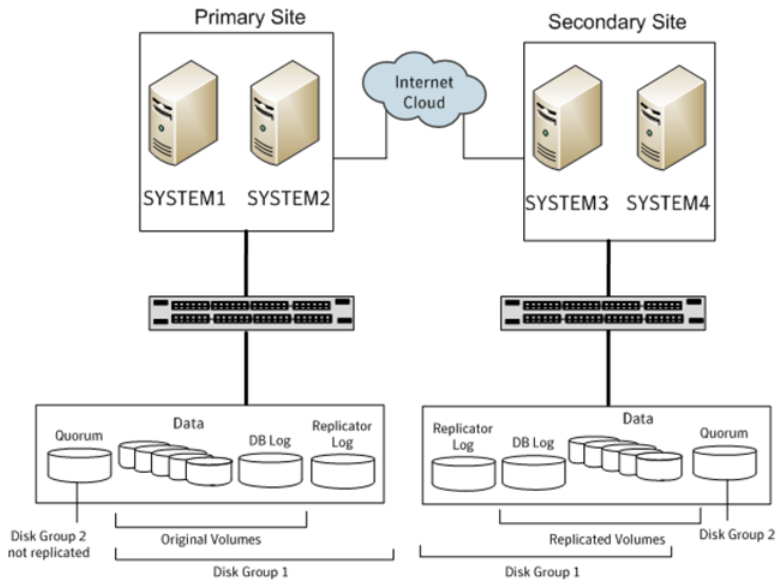 Primary Site
Secondary Site
Internet
Cloud
SYSTEM1
SYSTEM2
SYSTEM3
SYSTEM4
Quorum
Data
DB Log
Replicator
Log
Replicator
Log
DB Log
Data
Quorum
Disk Group 2
not replicated
Original Volumes
Disk Group 1
Replicated Volumes
Disk Group 2
Disk Group 1